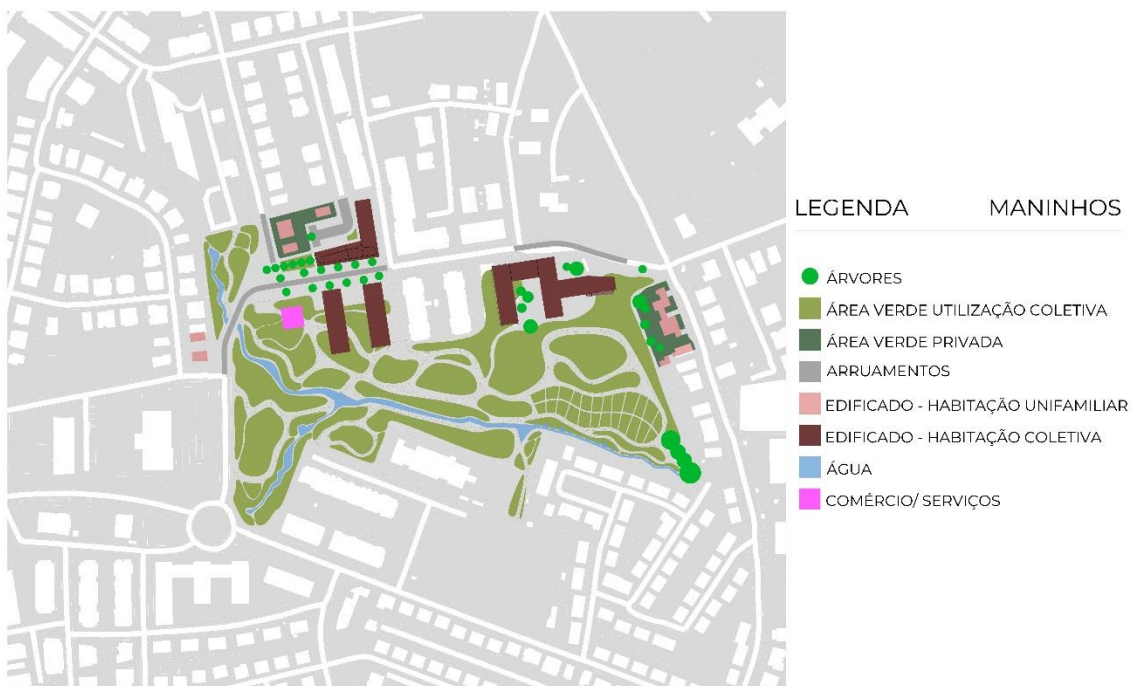 LEGENDA MANINHOS
ÁRVORES
ÁREA VERDE UTILIZAÇÃO COLETIVA
ÁREA VERDE PRIVADA
ARRUAMENTOS
EDIFICADO - HABITAÇÃO UNIFAMILIAR
EDIFICADO - HABITAÇÃO COLETIVA
ÁGUA
COMÉRCIO/ SERVIÇOS